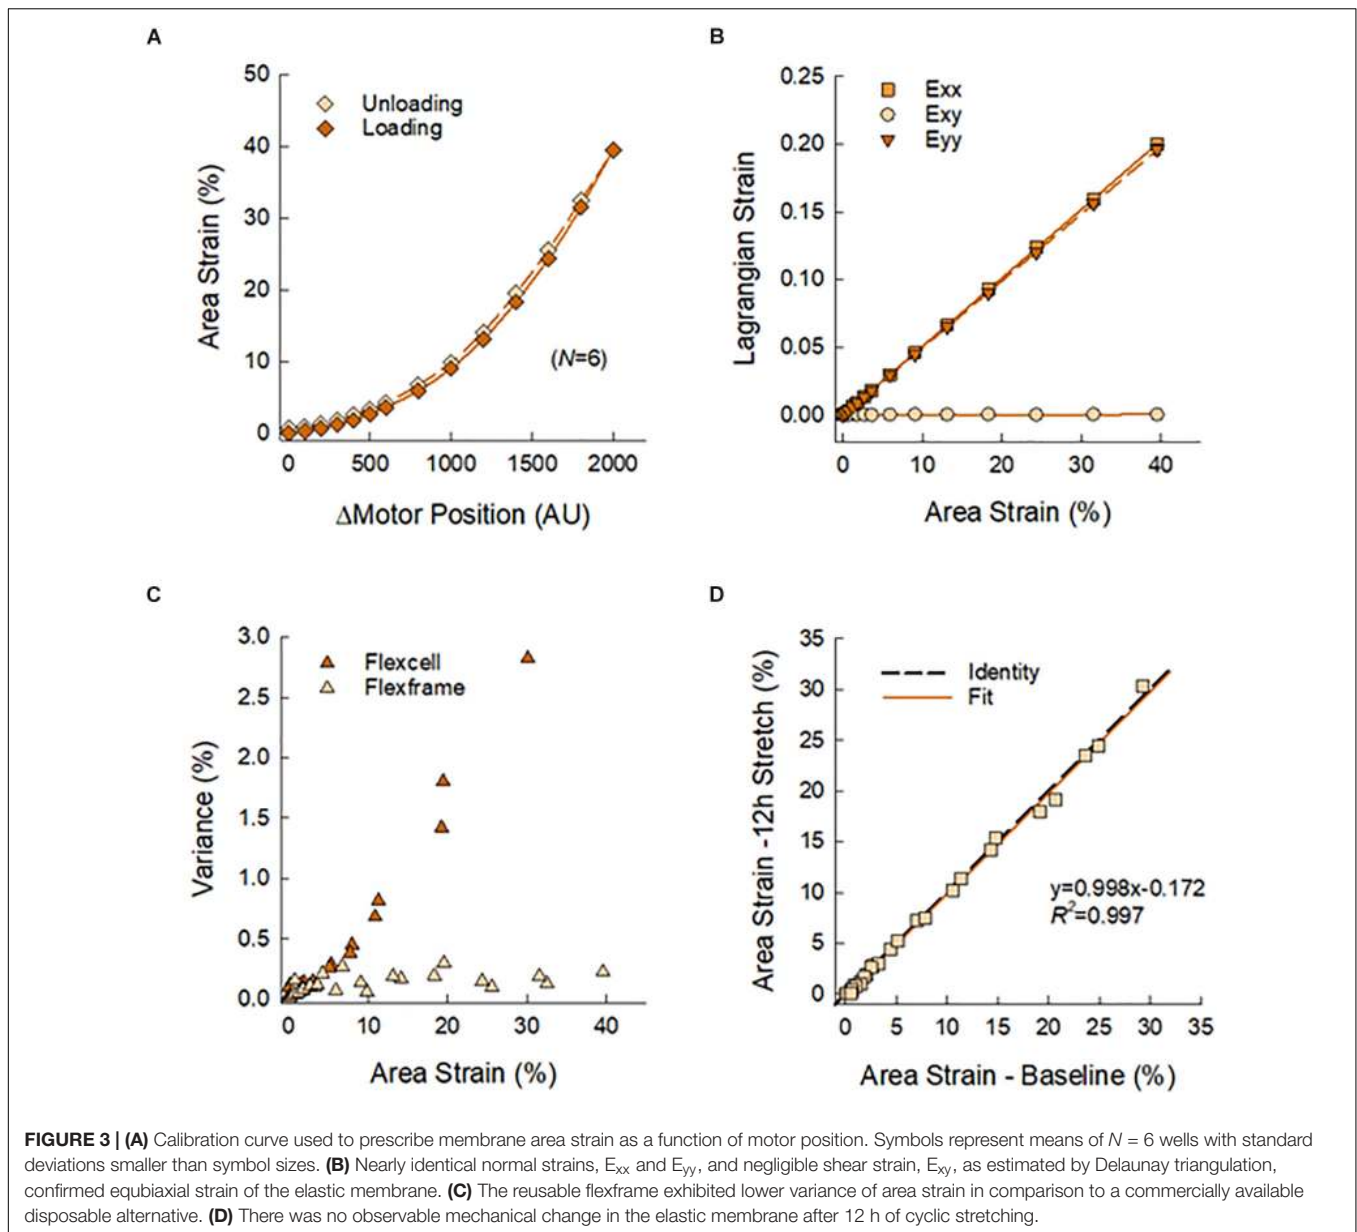 A
50
40
30
20
10
0
Area Strain (%)
Unloading
Loading
(N=6)
0 500 1000 1500 2000
ΔMotor Position (AU)
B
0.25
0.20
0.15
0.10
0.05
0.00
Lagrangian Strain
Exx
Exy
Eyy
0 10 20 30 40
Area Strain (%)
C
3.0
2.5
2.0
1.5
1.0
0.5
0.0
Variance (%)
Flexcell
Flexframe
0 10 20 30 40
Area Strain (%)
D
35
30
25
20
15
10
5
0
Area Strain -12h Stretch (%)
Identity
Fit
y=0.998x-0.172
R²=0.997
0 5 10 15 20 25 30 35
Area Strain - Baseline (%)
FIGURE 3 | (A) Calibration curve used to prescribe membrane area strain as a function of motor position. Symbols represent means of N = 6 wells with standard
deviations smaller than symbol sizes. (B) Nearly identical normal strains, Exx and Eyy, and negligible shear strain, Exy, as estimated by Delaunay triangulation,
confirmed equbiaxial strain of the elastic membrane. (C) The reusable flexframe exhibited lower variance of area strain in comparison to a commercially available
disposable alternative. (D) There was no observable mechanical change in the elastic membrane after 12 h of cyclic stretching.